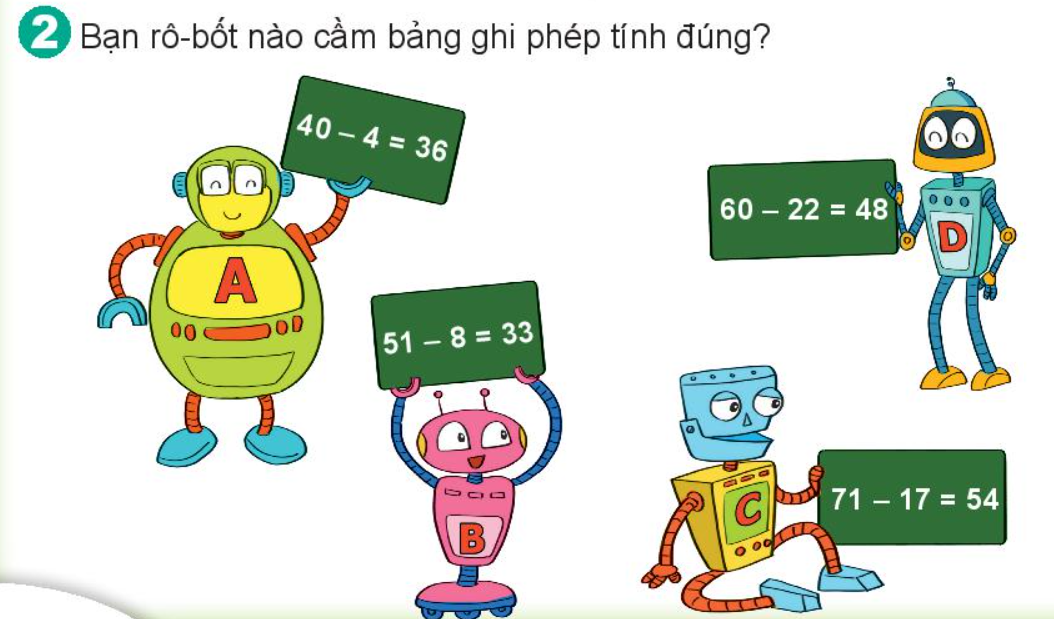 2 Bạn rô-bốt nào cầm bảng ghi phép tính đúng?
40 – 4 = 36
A
60 – 22 = 48
D
51 – 8 = 33
B
71 – 17 = 54
C